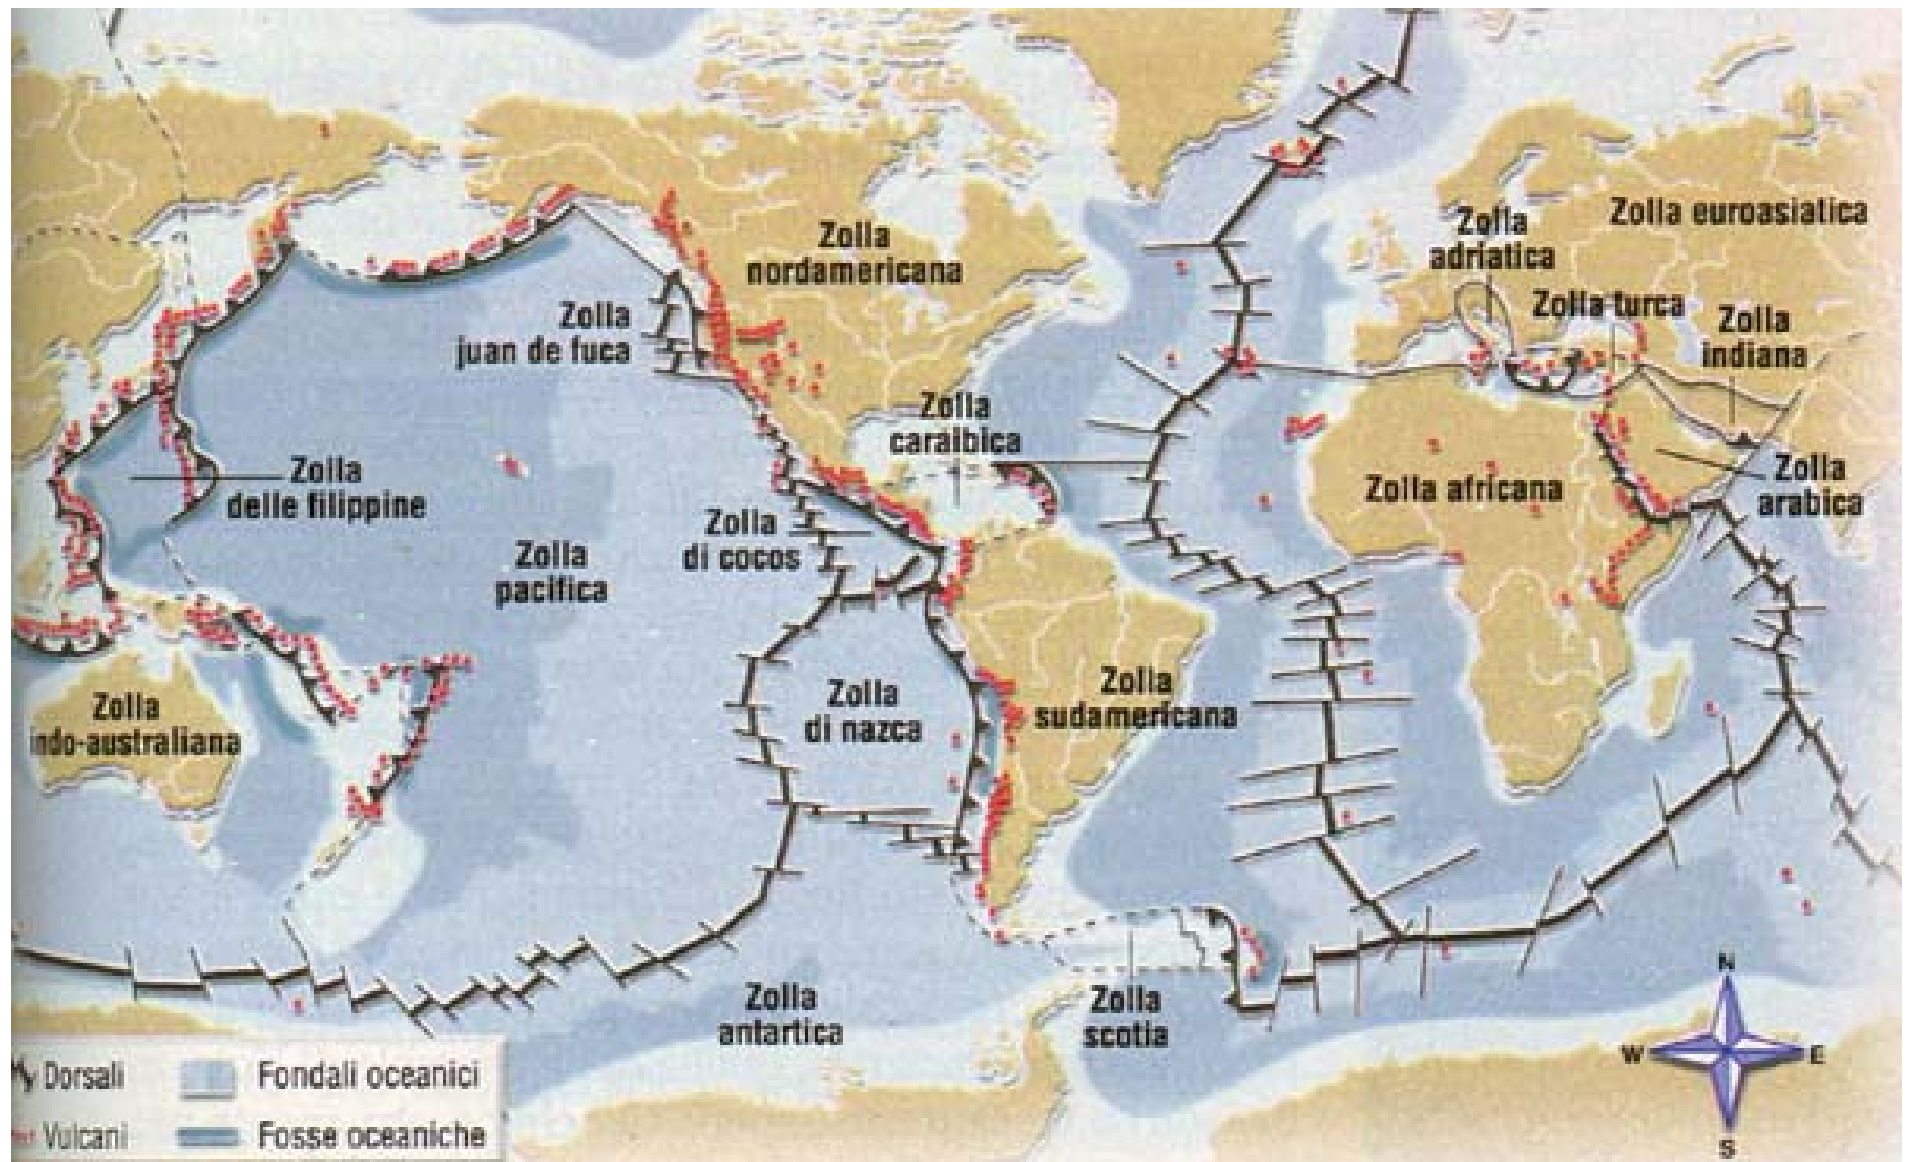 Zolla
nordamericana
Zolla
adriatica
Zolla euroasiatica
Zolla turca
Zolla
indiana
Zolla
juan de fuca
Zolla
caraibica
Zolla
delle filippine
Zolla
di cocos
Zolla
pacifica
Zolla africana
Zolla
arabica
Zolla
indo-australiana
Zolla
di nazca
Zolla
sudamericana
Zolla
antartica
Zolla
scotia
N
W
E
S
Dorsali
Fondali oceanici
Vulcani
Fosse oceaniche